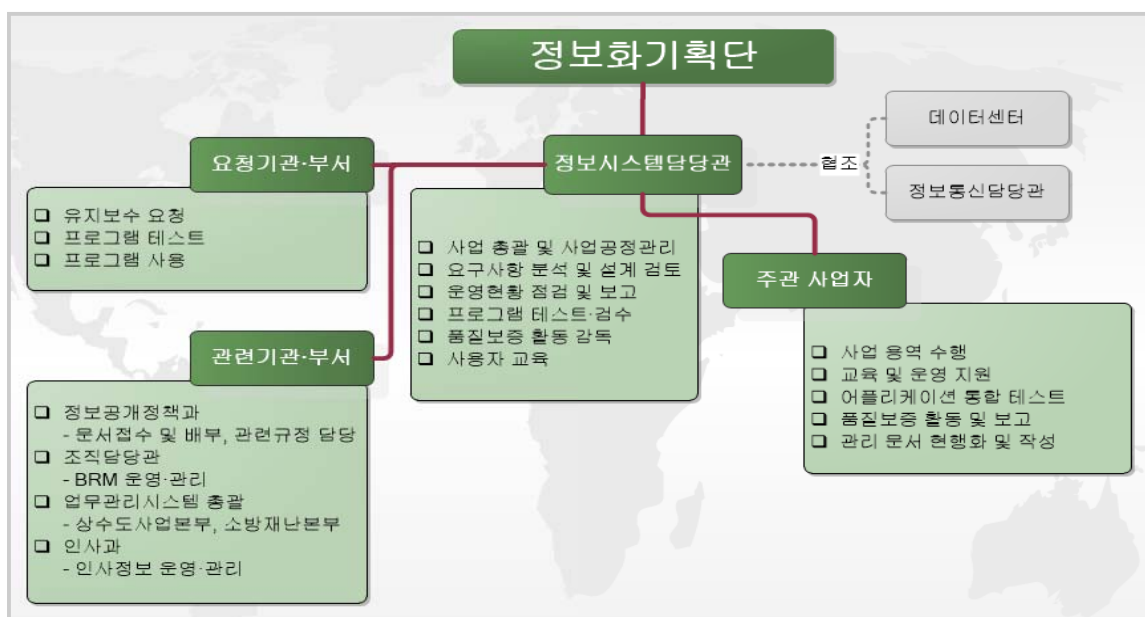 정보화기획단
데이터센터
요청기관·부서
정보시스템담당관
협조
정보통신담당관
❑ 유지보수 요청
❑ 프로그램 테스트
❑ 프로그램 사용
❑ 사업 총괄 및 사업공정관리
❑ 요구사항 분석 및 설계 검토
❑ 운영현황 점검 및 보고
❑ 프로그램 테스트·검수
❑ 품질보증 활동 감독
❑ 사용자 교육
주관 사업자
❑ 사업 용역 수행
❑ 교육 및 운영 지원
❑ 어플리케이션 통합 테스트
❑ 품질보증 활동 및 보고
❑ 관리 문서 현행화 및 작성
관련기관·부서
❑ 정보공개정책과
- 문서접수 및 배부, 관련규정 담당
❑ 조직담당관
- BRM 운영·관리
❑ 업무관리시스템 총괄
- 상수도사업본부, 소방재난본부
❑ 인사과
- 인사정보 운영·관리